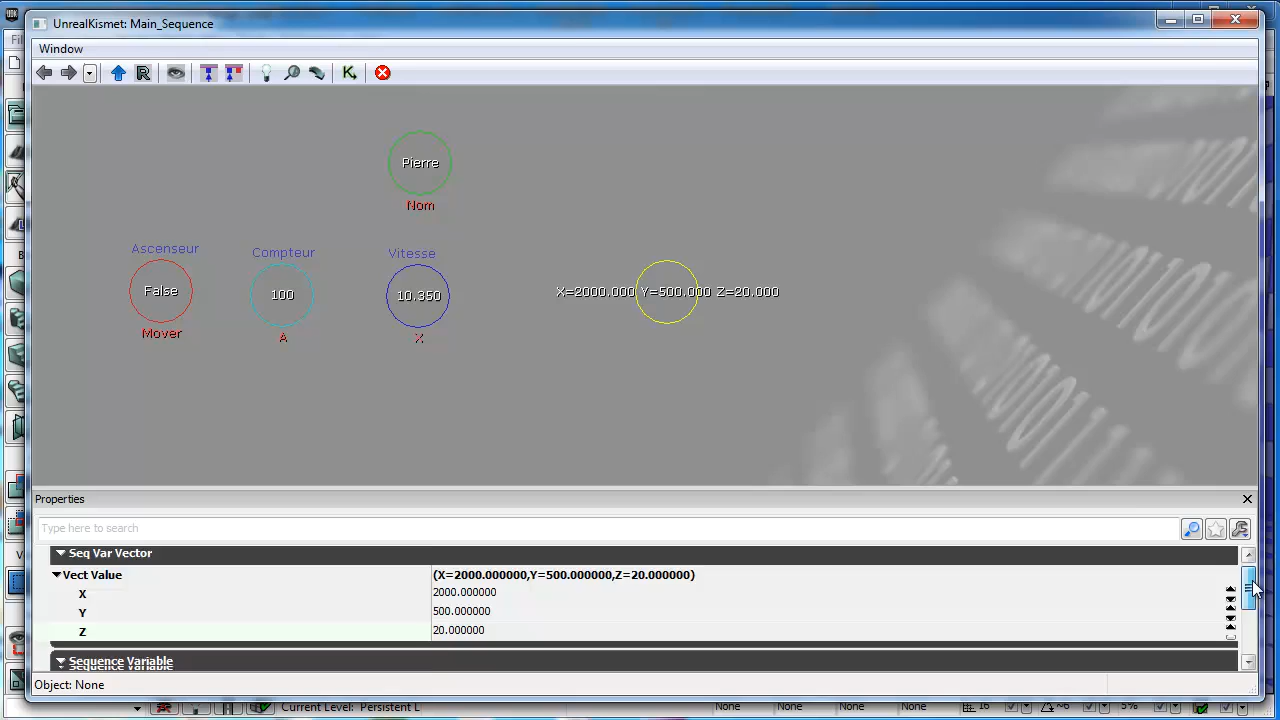 UnrealKismet: Main_Sequence
Window
Pierre
Nom
Ascenseur
Compteur
Vitesse
False
100
10.350
X=2000.000 Y=500.000 Z=20.000
Mover
A
X
Properties
Type here to search
Seq Var Vector
Vect Value (X=2000.000000,Y=500.000000,Z=20.000000)
X 2000.000000
Y 500.000000
Z 20.000000
Sequence Variable
Object: None
Current Level: Persistent L
None None None None 16 6% 5%